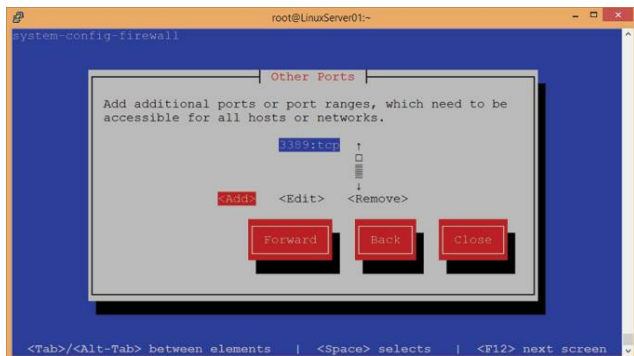 root@LinuxServer01:~
system-config-firewall
Other Ports
Add additional ports or port ranges, which need to be
accessible for all hosts or networks.
3389:tcp
<Add> <Edit> <Remove>
Forward Back Close
<Tab>/<Alt-Tab> between elements | <Space> selects | <F12> next screen